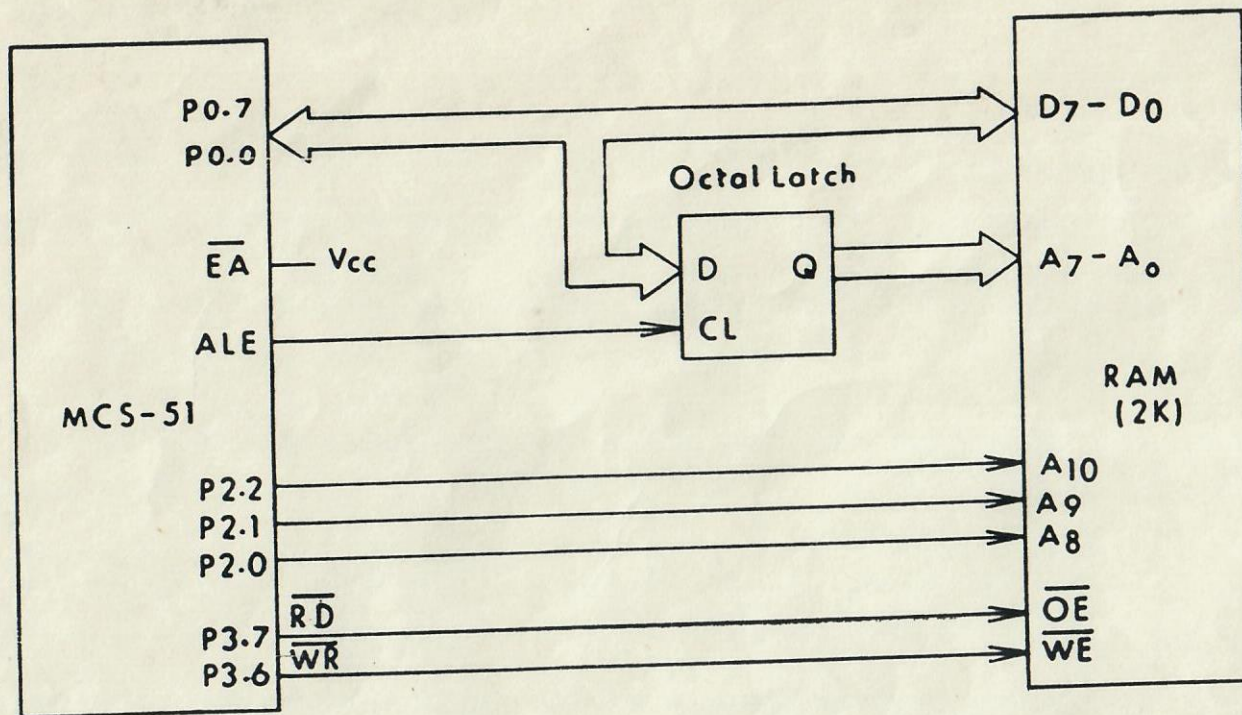 P0.7
P0.0
D7 - D0
Octal Latch
EA
Vcc
D
Q
A7 - A0
ALE
CL
MCS-51
RAM
(2K)
P2.2
A10
P2.1
A9
P2.0
A8
RD
OE
P3.7
WR
WE
P3.6